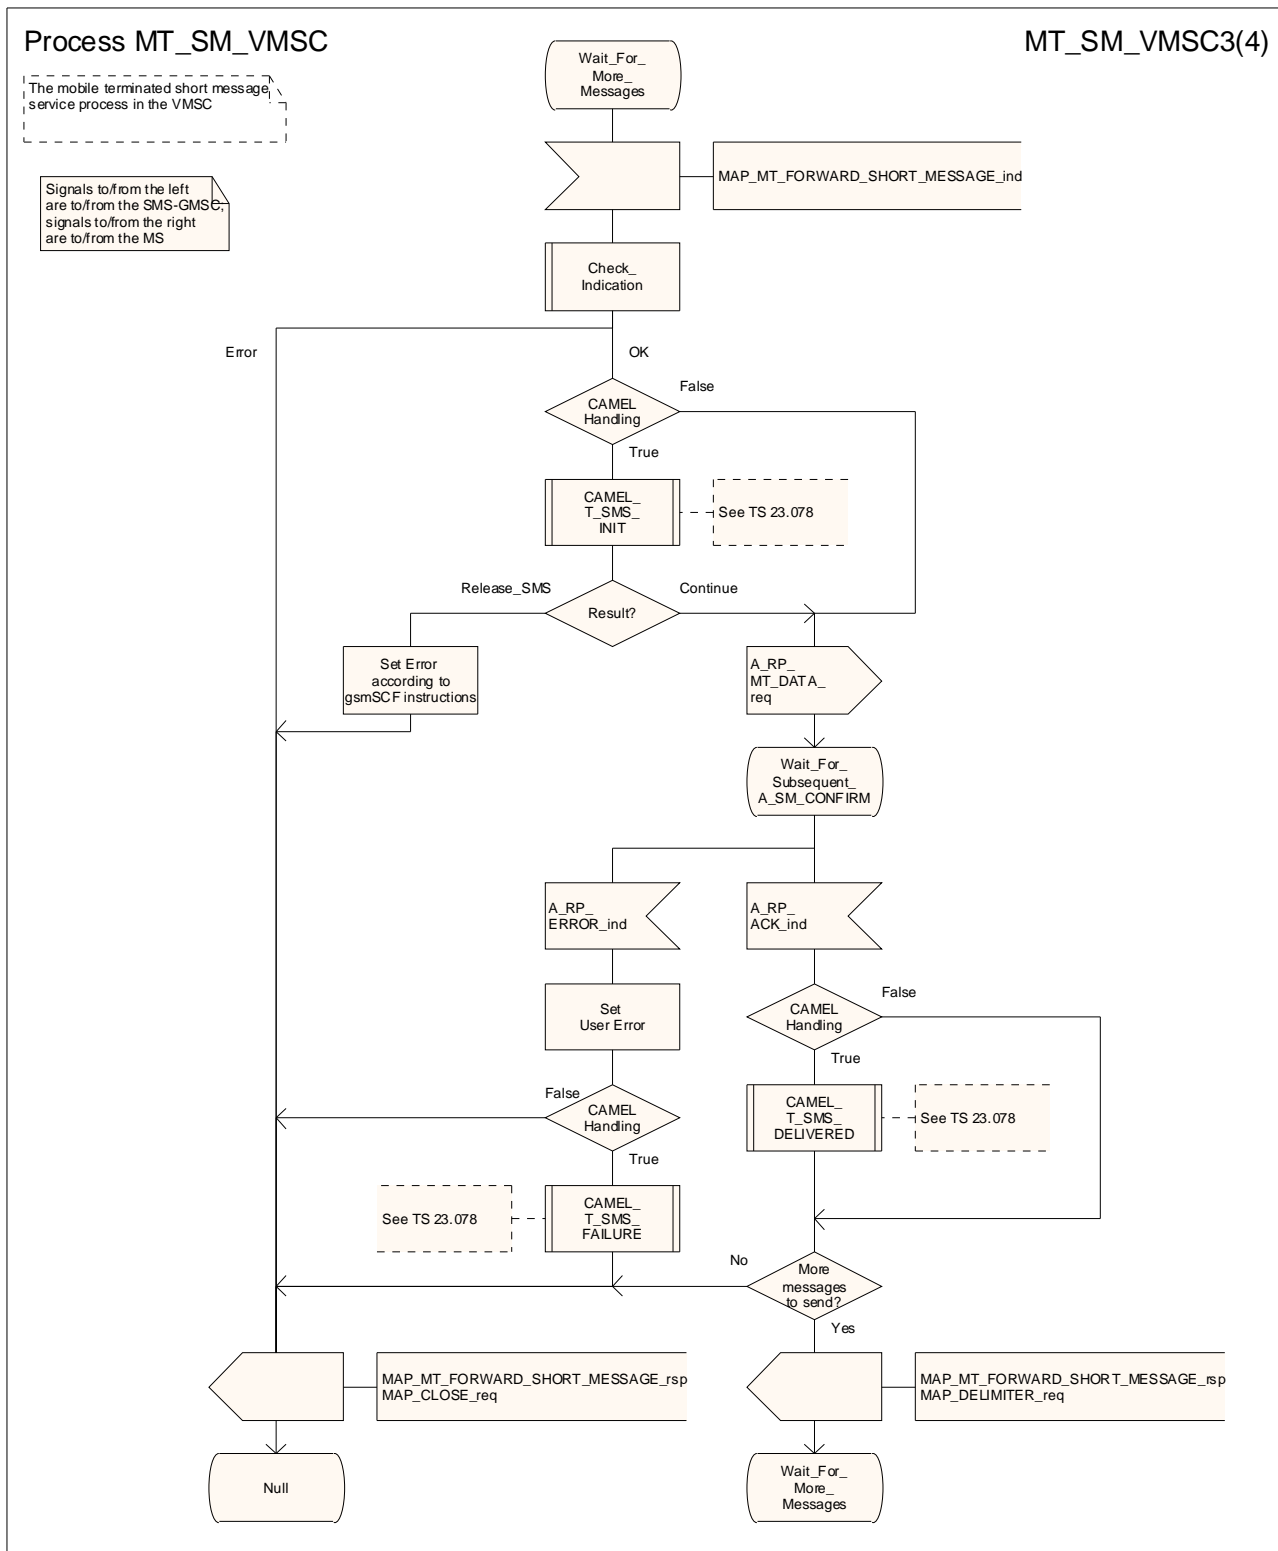 Process MT_SM_VMSC
MT_SM_VMSC3(4)
The mobile terminated short message
service process in the VMSC
Signals to/from the left
are to/from the SMS-GMSC;
signals to/from the right
are to/from the MS
Wait_For_
More_
Messages
MAP_MT_FORWARD_SHORT_MESSAGE_ind
Check_
Indication
Error
OK
CAMEL
Handling
False
True
CAMEL_
T_SMS_
INIT
See TS 23.078
Release_SMS
Result?
Continue
Set Error
according to
gsmSCF instructions
A_RP_
MT_DATA_
req
Wait_For_
Subsequent_
A_SM_CONFIRM
A_RP_
ERROR_ind
A_RP_
ACK_ind
Set
User Error
CAMEL
Handling
False
True
False
CAMEL
Handling
True
CAMEL_
T_SMS_
DELIVERED
See TS 23.078
See TS 23.078
CAMEL_
T_SMS_
FAILURE
No
More
messages
to send?
Yes
MAP_MT_FORWARD_SHORT_MESSAGE_rsp
MAP_CLOSE_req
MAP_MT_FORWARD_SHORT_MESSAGE_rsp
MAP_DELIMITER_req
Null
Wait_For_
More_
Messages